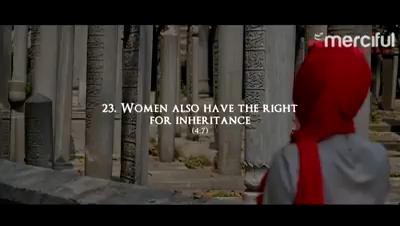 merciful
23. Women also have the right
for inheritance
(4:7)